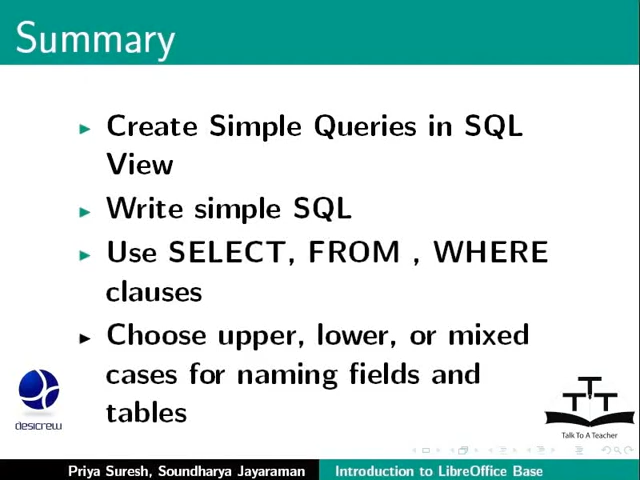 Summary
Create Simple Queries in SQL
View
Write simple SQL
Use SELECT, FROM , WHERE
clauses
Choose upper, lower, or mixed
cases for naming fields and
tables
desicrew
TTT
Talk To A Teacher
Priya Suresh, Soundharya Jayaraman
Introduction to LibreOffice Base